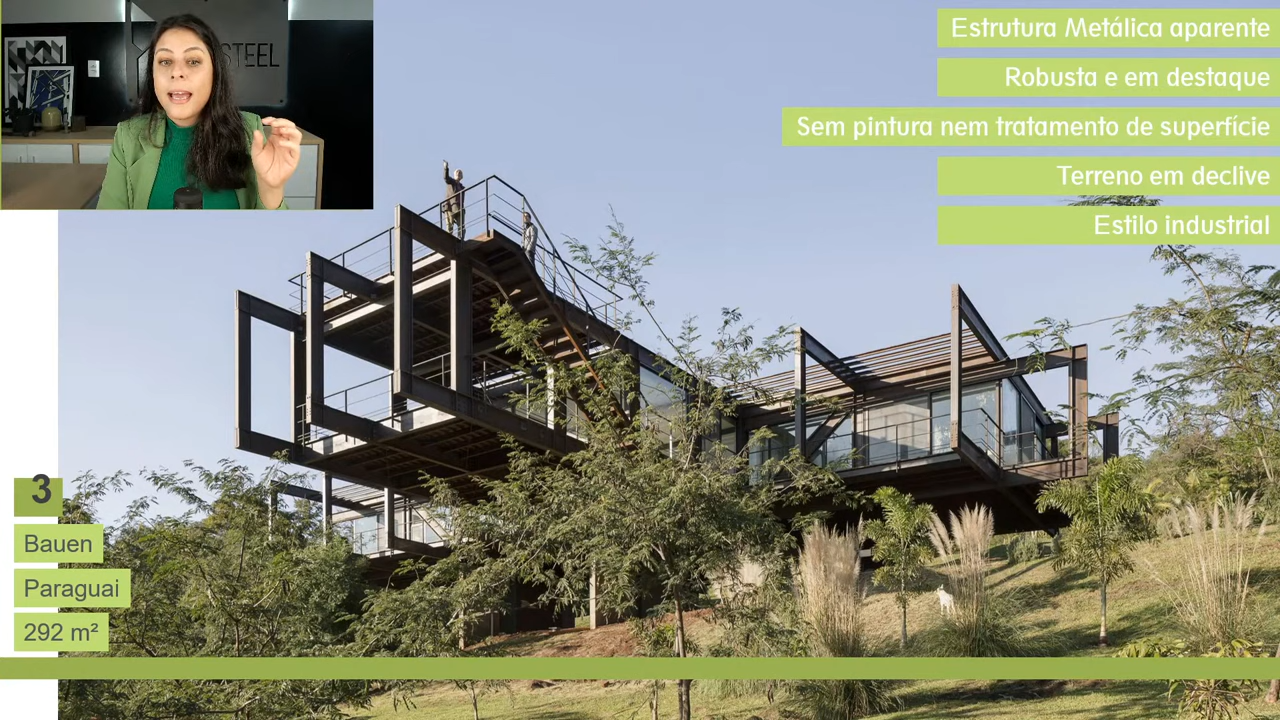 STEEL
Estrutura Metálica aparente
Robusta e em destaque
Sem pintura nem tratamento de superfície
Terreno em declive
Estilo industrial
3
Bauen
Paraguai
292 m²